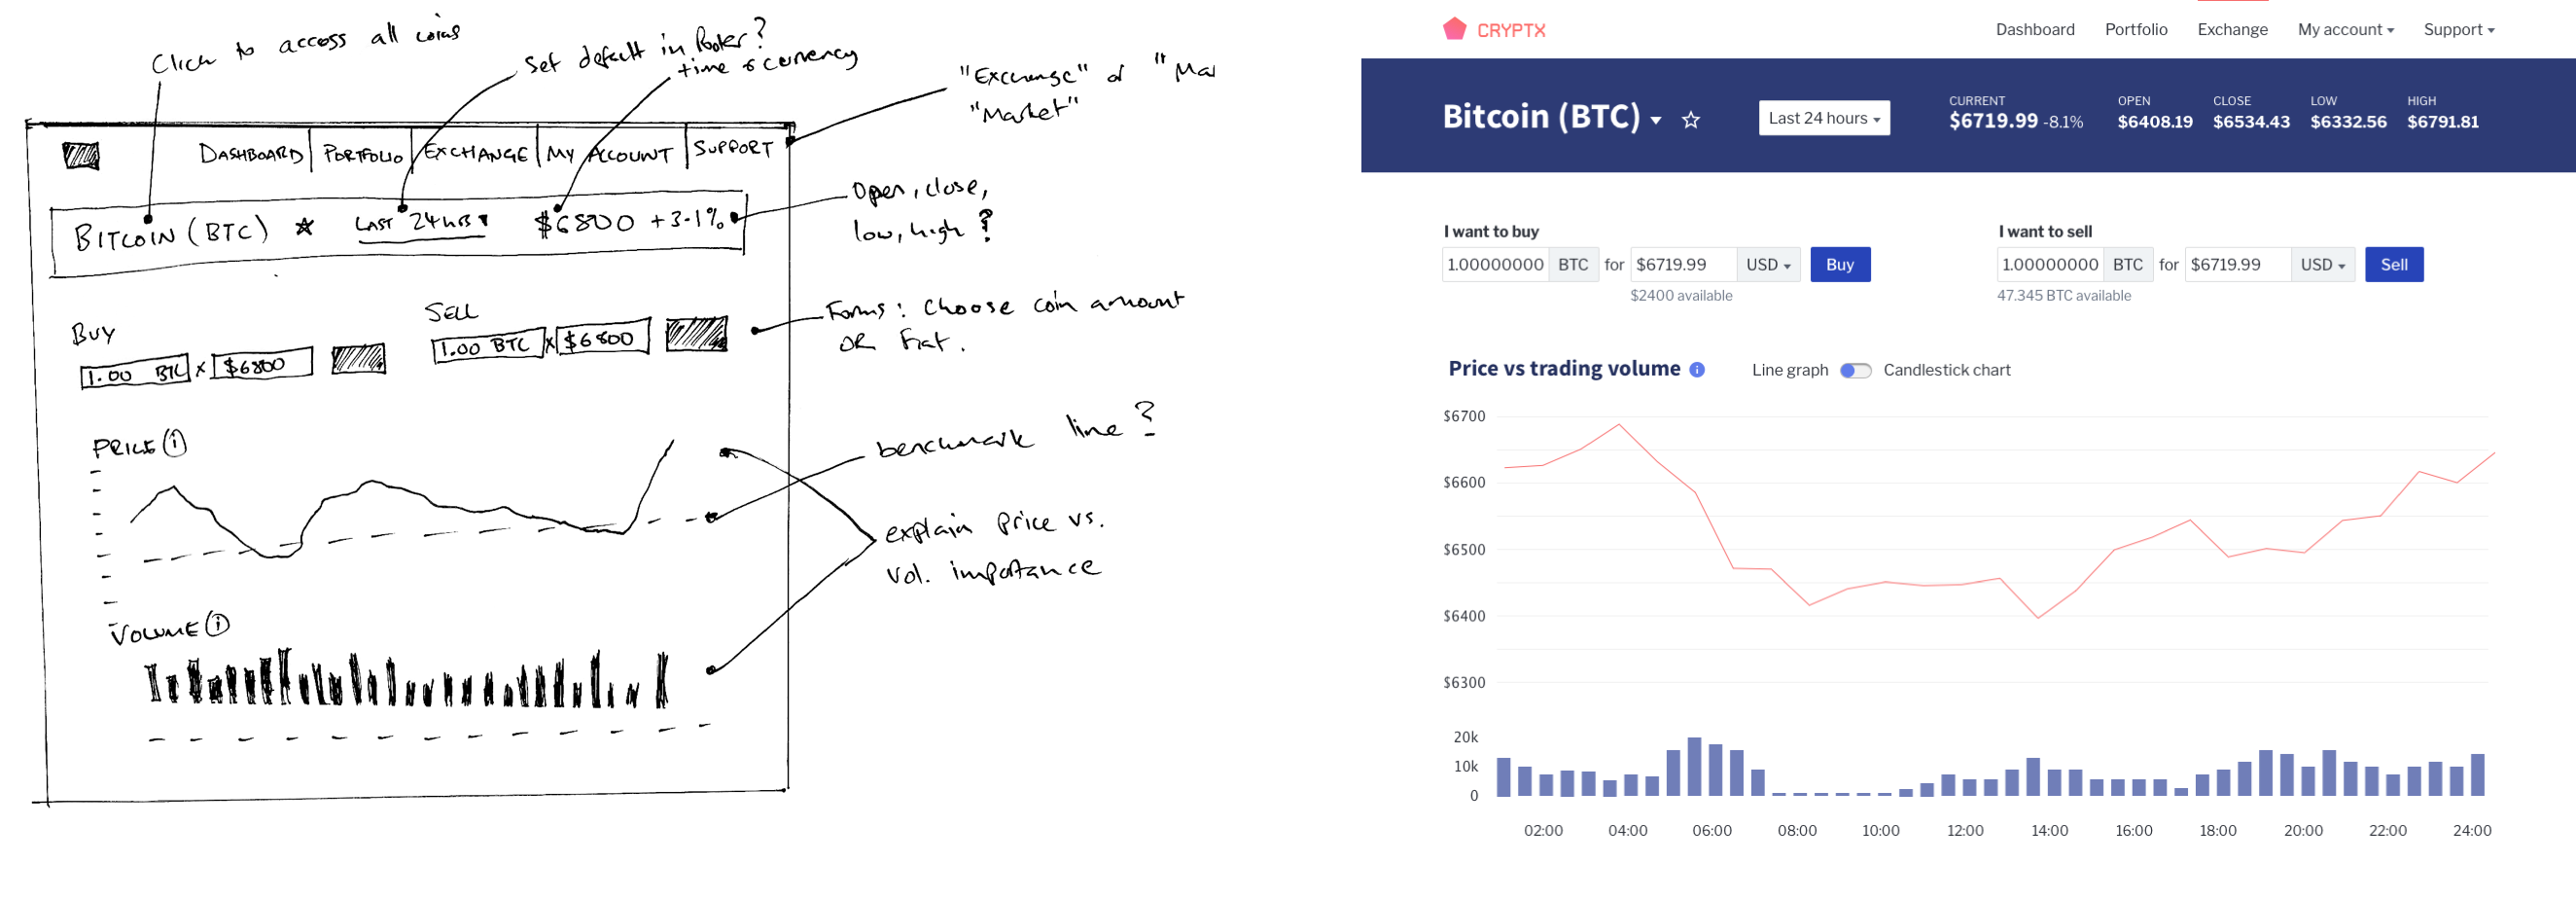 Click to access all coins
Set default in footer?
time & currency
"Exchange" or "Mar
"Market"
DASHBOARD PORTFOLIO EXCHANGE MY ACCOUNT SUPPORT
BITCOIN (BTC) LAST 24HRS $6800 +3.1%
Open, close,
low, high?
BUY
1.00 BTC x $6800
SELL
1.00 BTC x $6800
Forms: Choose coin amount
OR fiat.
PRICE i
benchmark line?
explain price vs.
vol. importance
VOLUME i
CRYPTX
Dashboard Portfolio Exchange My account Support
Bitcoin (BTC)
Last 24 hours
CURRENT OPEN CLOSE LOW HIGH
$6719.99 -8.1% $6408.19 $6534.43 $6332.56 $6791.81
I want to buy
1.00000000 BTC for $6719.99 USD Buy
$2400 available
I want to sell
1.00000000 BTC for $6719.99 USD Sell
47.345 BTC available
Price vs trading volume i Line graph Candlestick chart
$6700
$6600
$6500
$6400
$6300
20k
10k
0
02:00 04:00 06:00 08:00 10:00 12:00 14:00 16:00 18:00 20:00 22:00 24:00